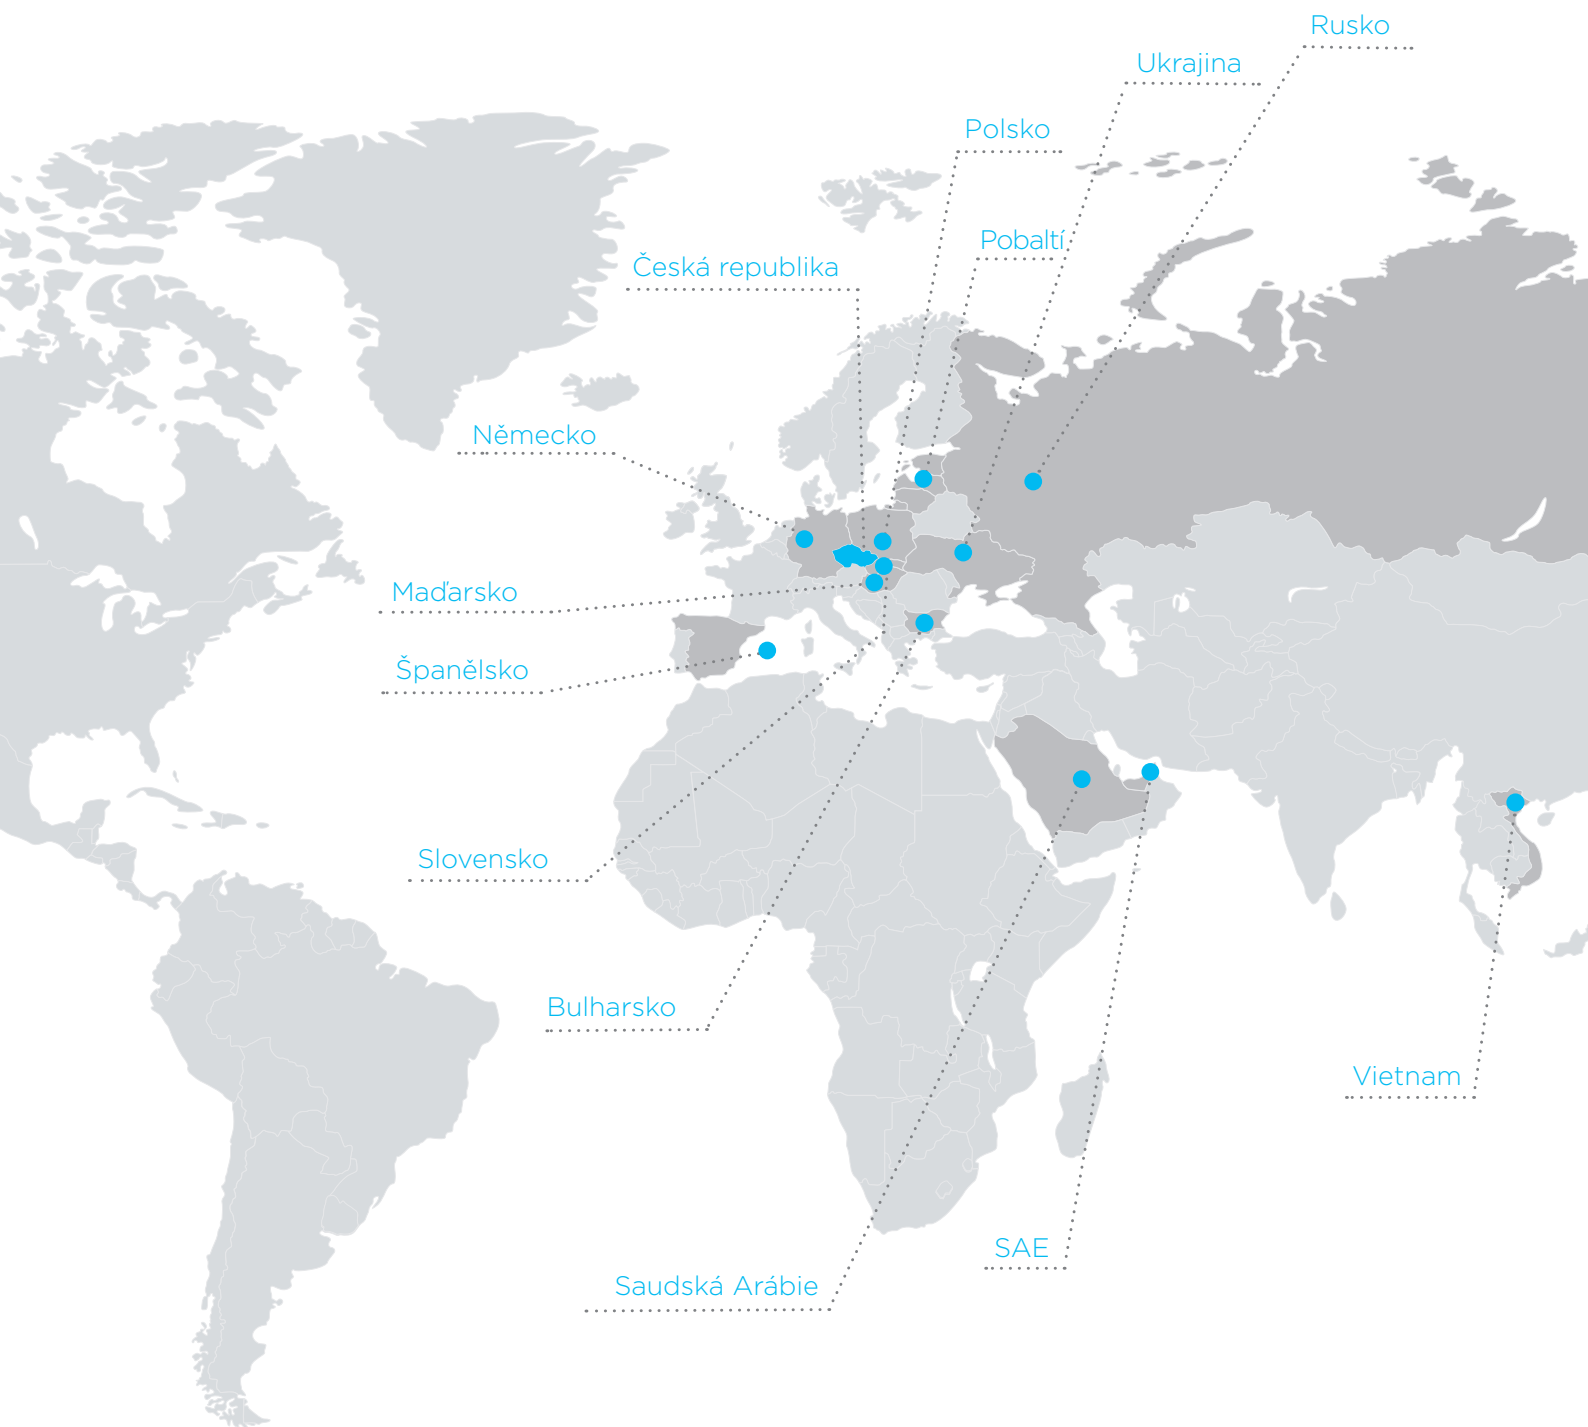 Rusko
Ukrajina
Polsko
Pobaltí
Česká republika
Německo
Maďarsko
Španělsko
Slovensko
Bulharsko
Vietnam
SAE
Saudská Arábie